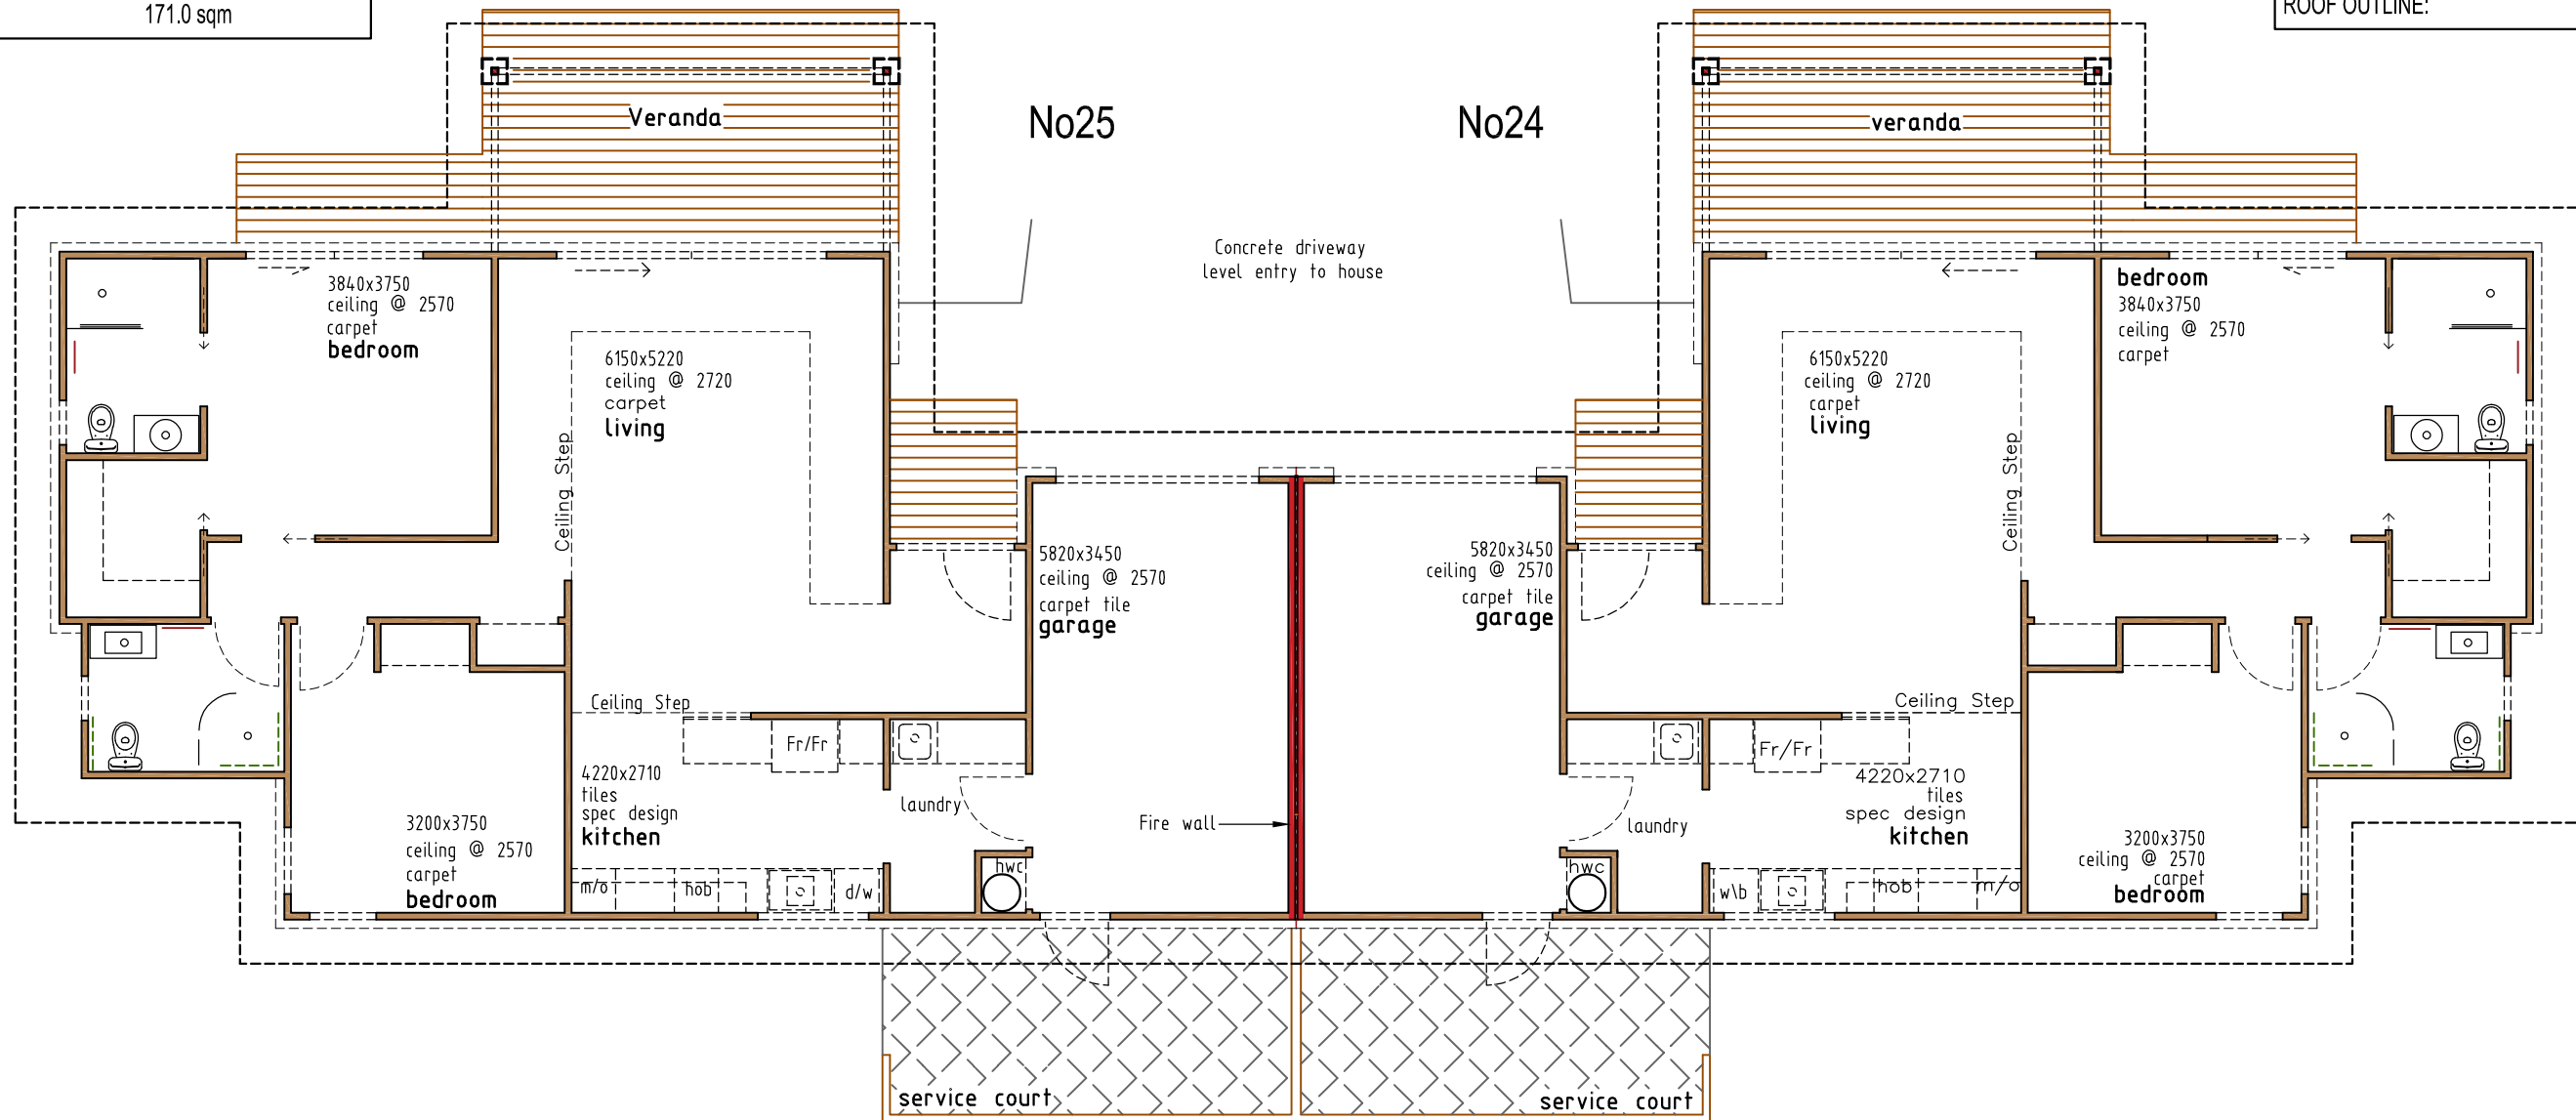 171.0 sqm
ROOF OUTLINE:
Veranda
No25
No24
veranda
Concrete driveway
level entry to house
3840x3750
ceiling @ 2570
carpet
bedroom
6150x5220
ceiling @ 2720
carpet
living
Ceiling Step
6150x5220
ceiling @ 2720
carpet
living
Ceiling Step
bedroom
3840x3750
ceiling @ 2570
carpet
5820x3450
ceiling @ 2570
carpet tile
garage
5820x3450
ceiling @ 2570
carpet tile
garage
Ceiling Step
Fr/Fr
4220x2710
tiles
spec design
kitchen
laundry
Fire wall
laundry
Ceiling Step
Fr/Fr
4220x2710
tiles
spec design
kitchen
3200x3750
ceiling @ 2570
carpet
bedroom
m/o
hob
d/w
hwc
hwc
w\b
hob
m/o
3200x3750
ceiling @ 2570
carpet
bedroom
service court
service court